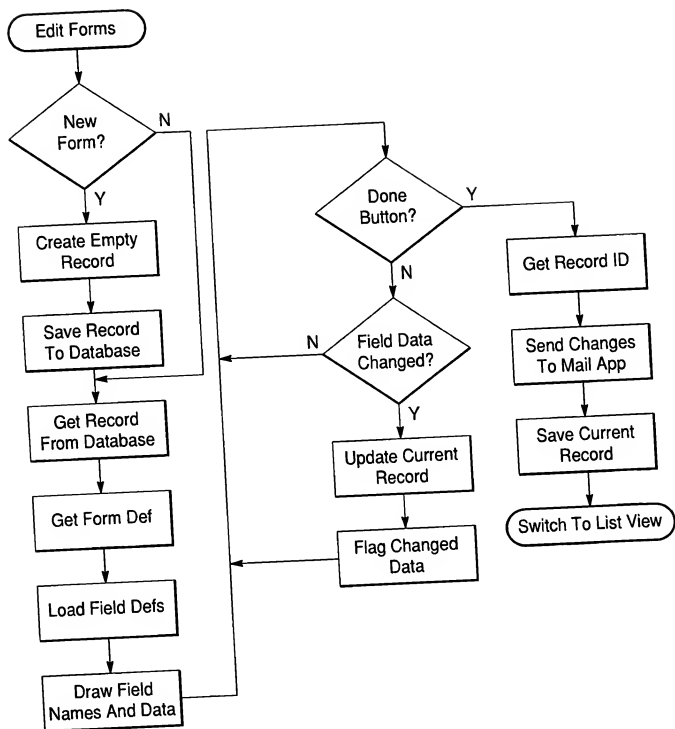 Edit Forms
New
Form?
N
Y
Create Empty
Record
Save Record
To Database
Get Record
From Database
Get Form Def
Load Field Defs
Draw Field
Names And Data
Done
Button?
Y
N
Field Data
Changed?
N
Y
Update Current
Record
Flag Changed
Data
Get Record ID
Send Changes
To Mail App
Save Current
Record
Switch To List View